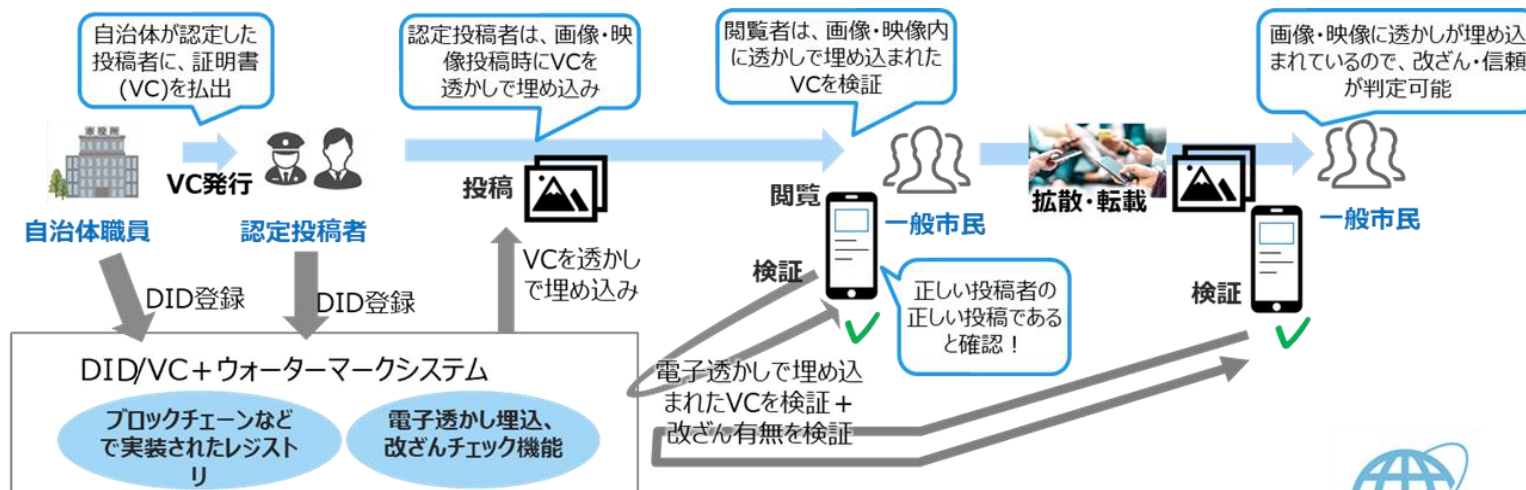 自治体が認定した
投稿者に、証明書
(VC)を払出
認定投稿者は、画像・映
像投稿時にVCを
透かしで埋め込み
閲覧者は、画像・映像内
に透かしで埋め込まれた
VCを検証
画像・映像に透かしが埋め込
まれているので、改ざん・信頼
が判定可能
市役所
VC発行
投稿
閲覧
拡散・転載
自治体職員
認定投稿者
一般市民
一般市民
VCを透かし
で埋め込み
検証
検証
DID登録
DID登録
正しい投稿者の
正しい投稿である
と確認！
DID/VC＋ウォーターマークシステム
ブロックチェーンなど
で実装されたレジスト
リ
電子透かし埋込、
改ざんチェック機能
電子透かしで埋め込
まれたVCを検証＋
改ざん有無を検証